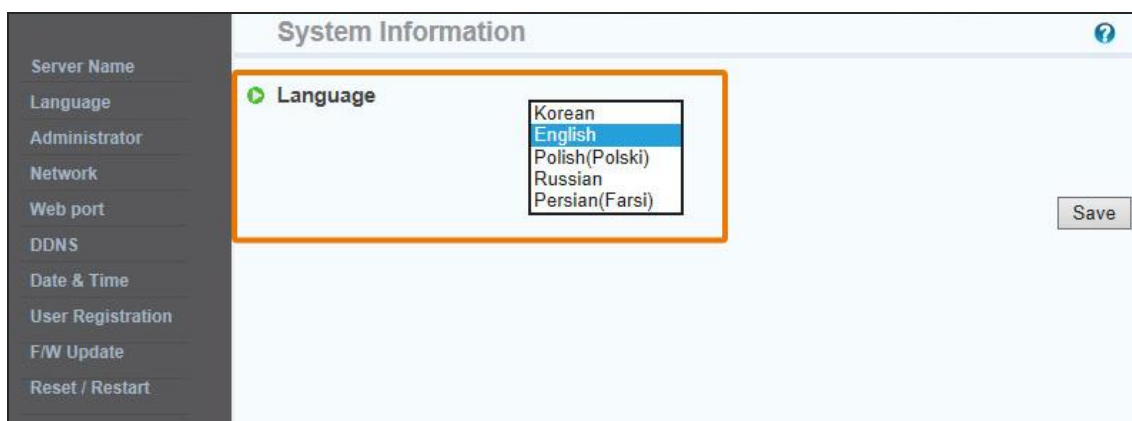 System Information
?
Server Name
Language
Administrator
Network
Web port
DDNS
Date & Time
User Registration
F/W Update
Reset / Restart
Language
Korean
English
Polish(Polski)
Russian
Persian(Farsi)
Save